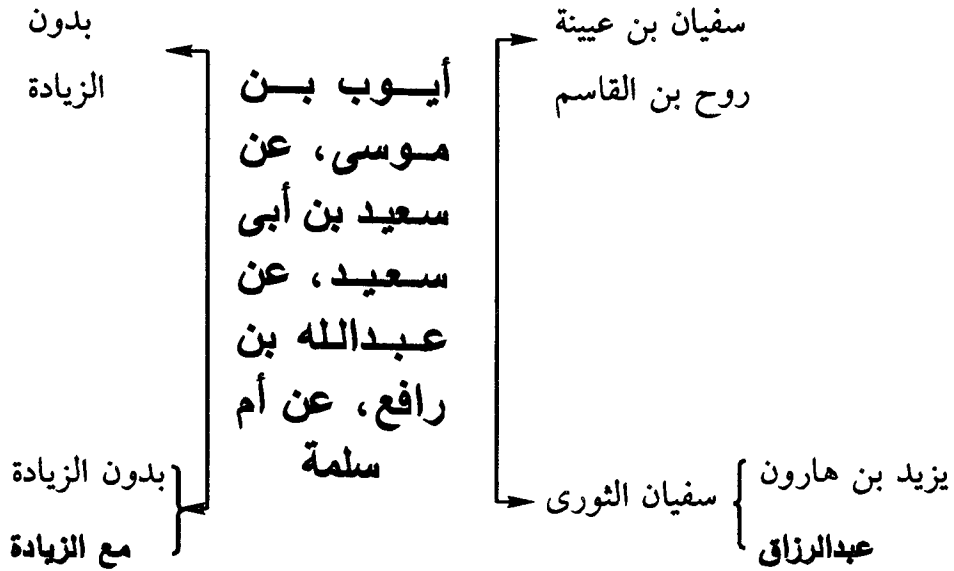 سفيان بن عيينة
روح بن القاسم
أيوب بن
موسى، عن
سعيد بن أبى
سعيد، عن
عبدالله بن
رافع، عن أم
سلمة
بدون
الزيادة
يزيد بن هارون
عبدالرزاق
سفيان الثورى
بدون الزيادة
مع الزيادة